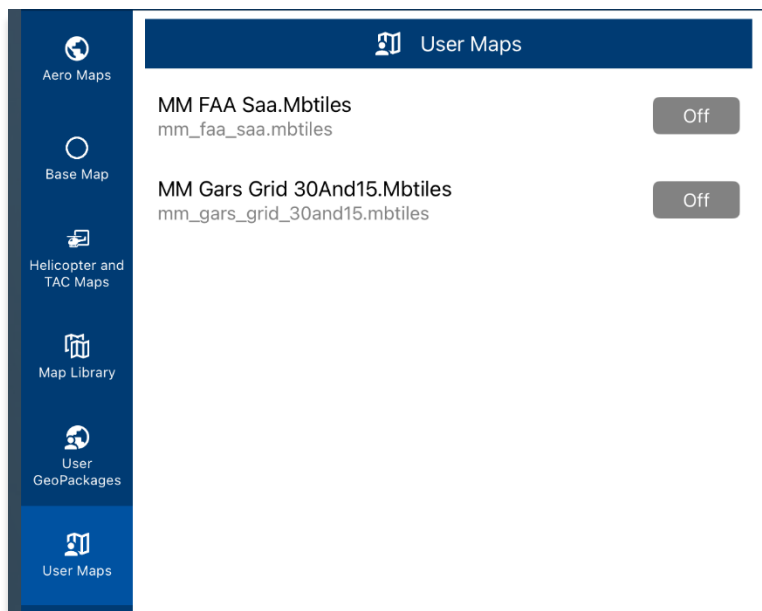 Aero Maps
Base Map
Helicopter and
TAC Maps
Map Library
User
GeoPackages
User Maps
User Maps
MM FAA Saa.Mbtiles
mm_faa_saa.mbtiles
Off
MM Gars Grid 30And15.Mbtiles
mm_gars_grid_30and15.mbtiles
Off